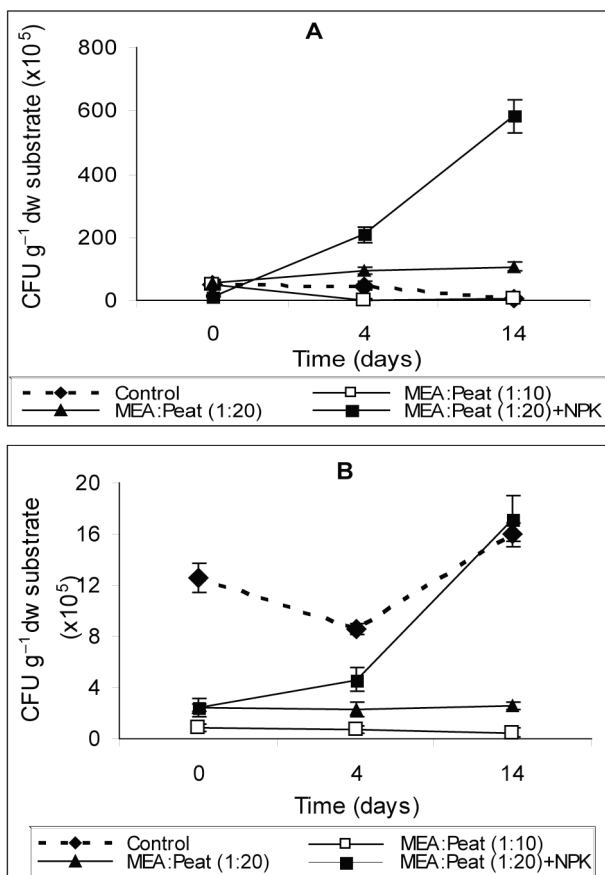 A
CFU g⁻¹ dw substrate (x10⁵)
800
600
400
200
0
0 4 14
Time (days)
Control MEA:Peat (1:10)
MEA:Peat (1:20) MEA:Peat (1:20)+NPK
B
CFU g⁻¹ dw substrate
(x10⁵)
20
16
12
8
4
0
0 4 14
Time (days)
Control MEA:Peat (1:10)
MEA:Peat (1:20) MEA:Peat (1:20)+NPK